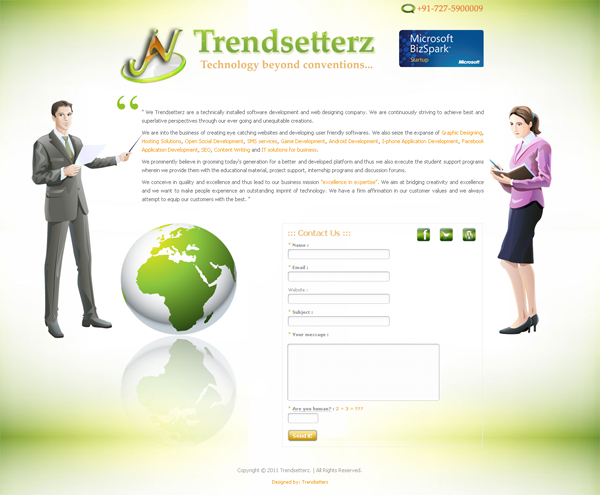 +91-727-5900009
Trendsetterz
Technology beyond conventions...
Microsoft
BizSpark™
Startup
Microsoft
" We Trendsetterz are a technically installed software development and web designing company. We are continuously striving to achieve best and
superlative perspectives through our ever going and unequitable creations.
We are into the business of creating eye catching websites and developing user friendly softwares. We also seize the expanse of Graphic Designing,
Hosting Solutions, Open Social Development, SMS services, Game Development, Android Development, I-phone Application Development, Facebook
Application Development, SEO, Content Writing and IT solutions for business.
We prominently believe in grooming today's generation for a better and developed platform and thus we also execute the student support programs
wherein we provide them with the educational material, project support, internship programs and discussion forums.
We conceive in quality and excellence and thus lead to our business mission "excellence in expertise". We aim at bridging creativity and excellence
and we want to make people experience an outstanding imprint of technology. We have a firm affirmation in our customer values and we always
attempt to equip our customers with the best. "
::: Contact Us :::
* Name :
* Email :
Website :
* Subject :
* Your message :
* Are you human? : 2 + 3 = ???
Send it!
Copyright © 2011 Trendsetterz. | All Rights Reserved.
Designed by: Trendsetterz